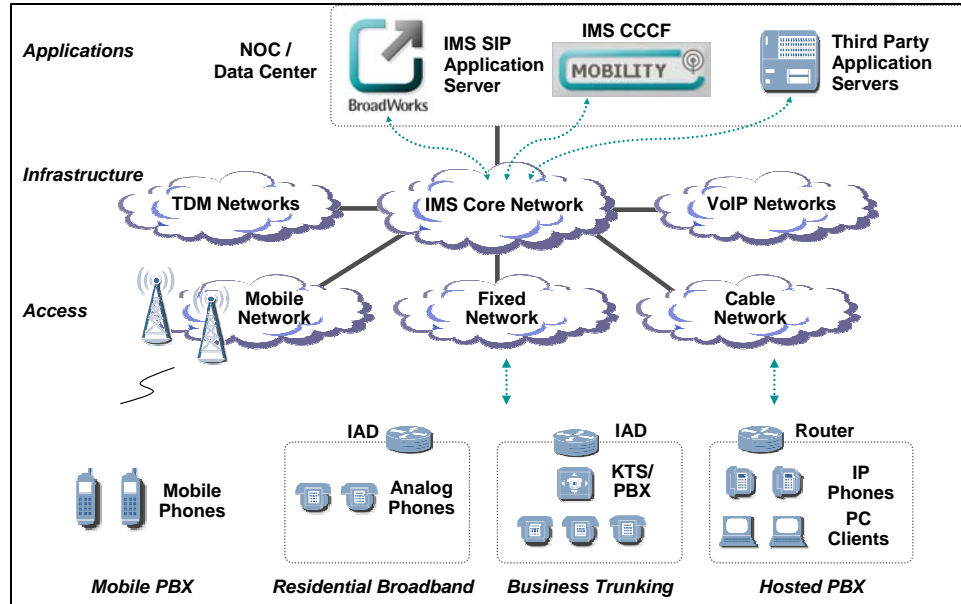 Applications
NOC /
Data Center
BroadWorks
IMS SIP
Application
Server
IMS CCCF
MOBILITY
Third Party
Application
Servers
Infrastructure
TDM Networks
IMS Core Network
VoIP Networks
Access
Mobile
Network
Fixed
Network
Cable
Network
IAD
IAD
Router
Mobile
Phones
Analog
Phones
KTS/
PBX
IP
Phones
PC
Clients
Mobile PBX
Residential Broadband
Business Trunking
Hosted PBX